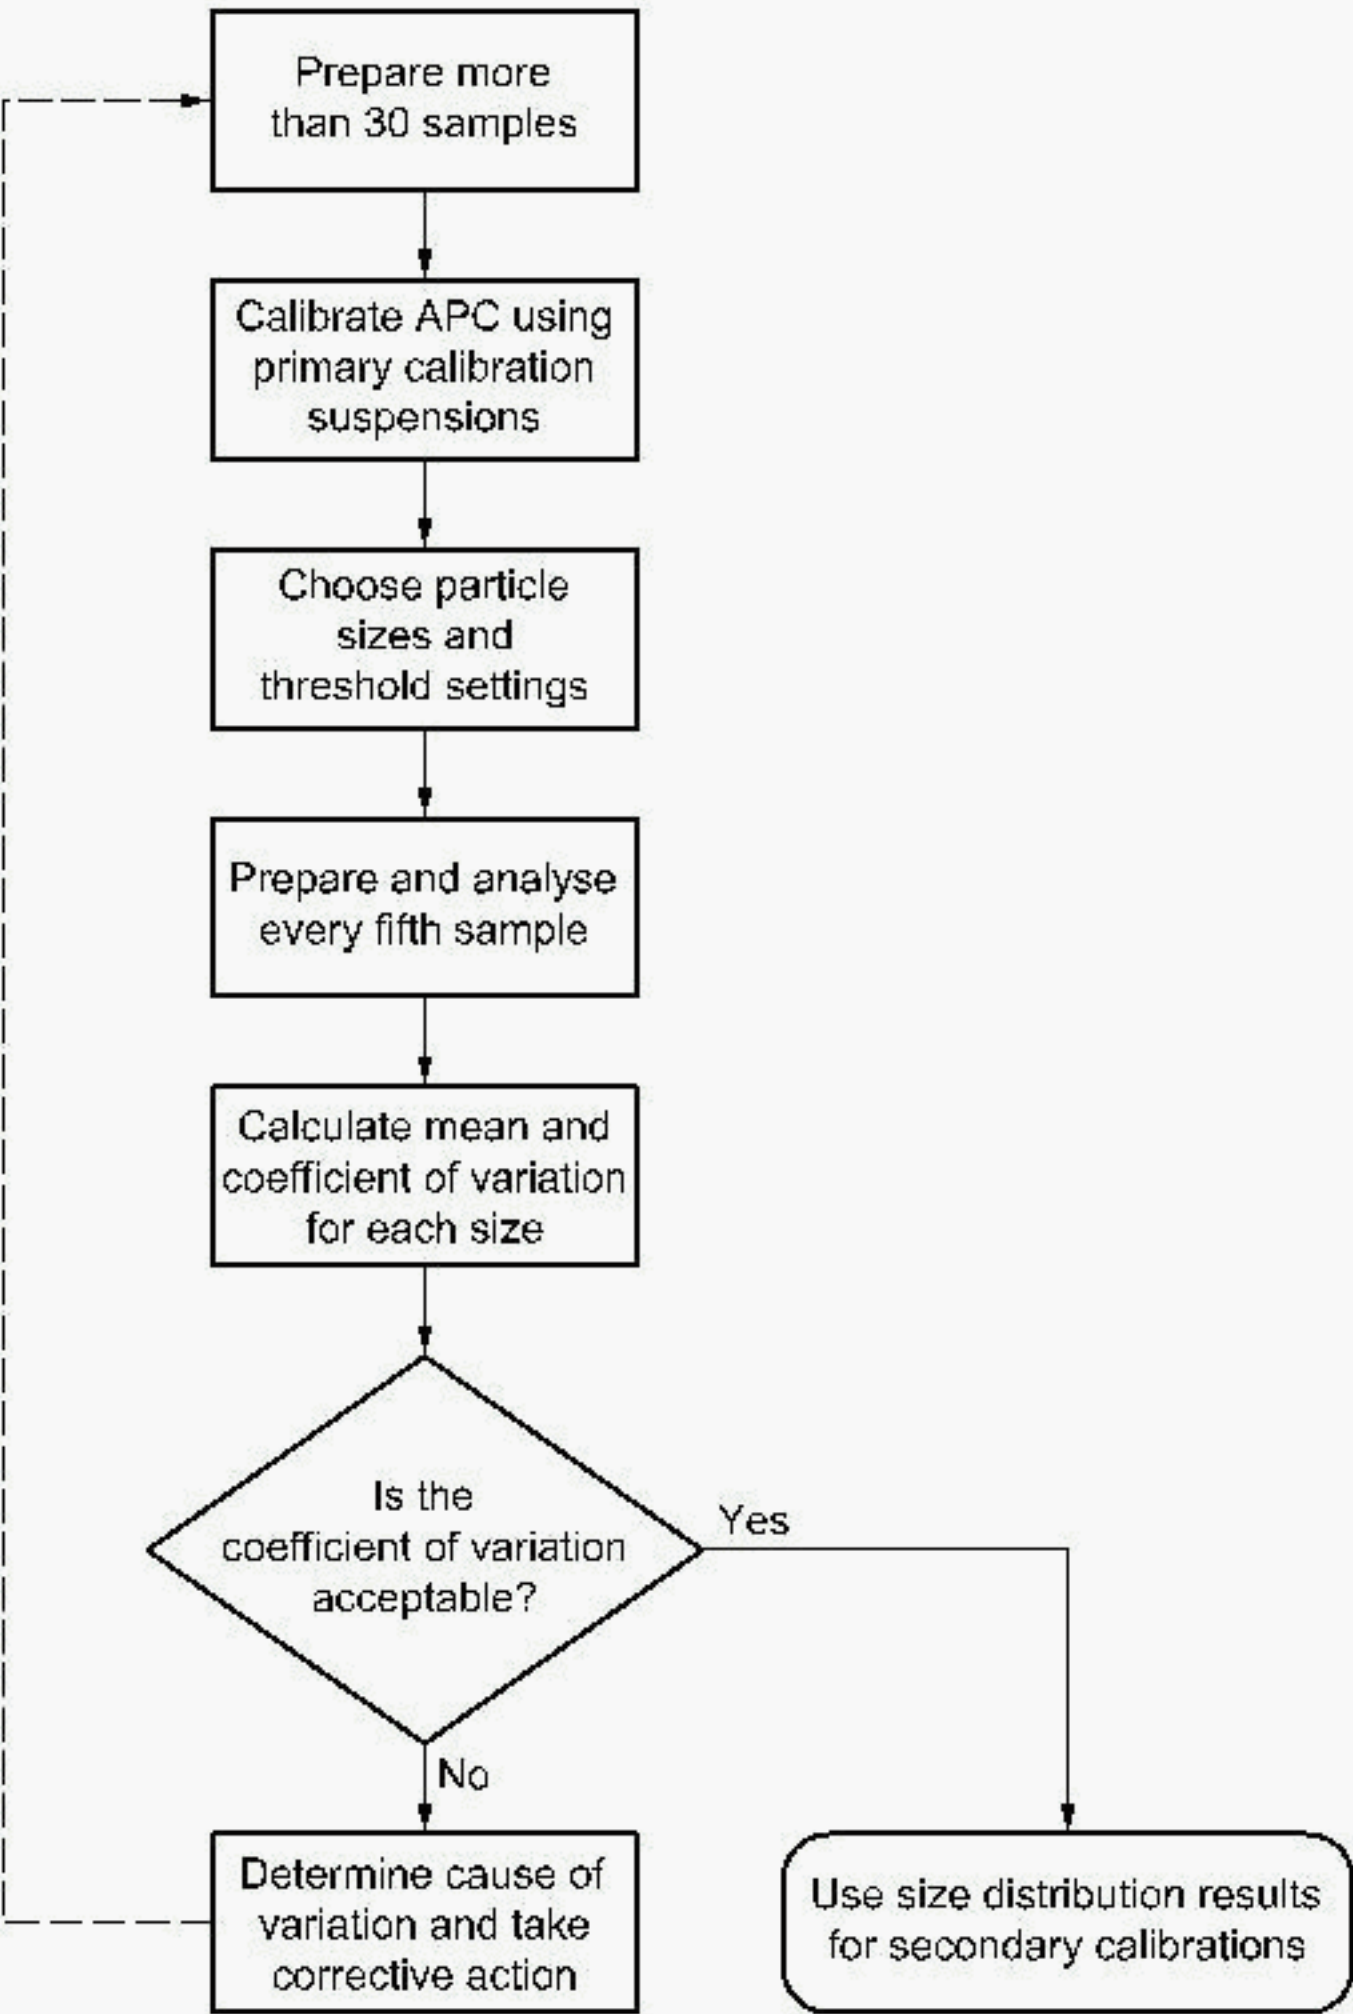 Prepare more
than 30 samples
Calibrate APC using
primary calibration
suspensions
Choose particle
sizes and
threshold settings
Prepare and analyse
every fifth sample
Calculate mean and
coefficient of variation
for each size
Is the
coefficient of variation
acceptable?
Yes
No
Determine cause of
variation and take
corrective action
Use size distribution results
for secondary calibrations